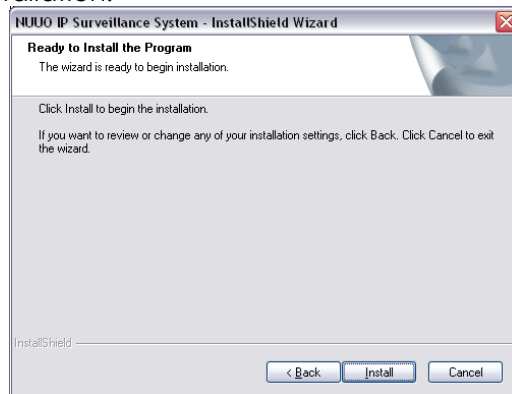 NUUO IP Surveillance System - InstallShield Wizard
Ready to Install the Program
The wizard is ready to begin installation.
Click Install to begin the installation.
If you want to review or change any of your installation settings, click Back. Click Cancel to exit
the wizard.
InstallShield
< Back Install Cancel